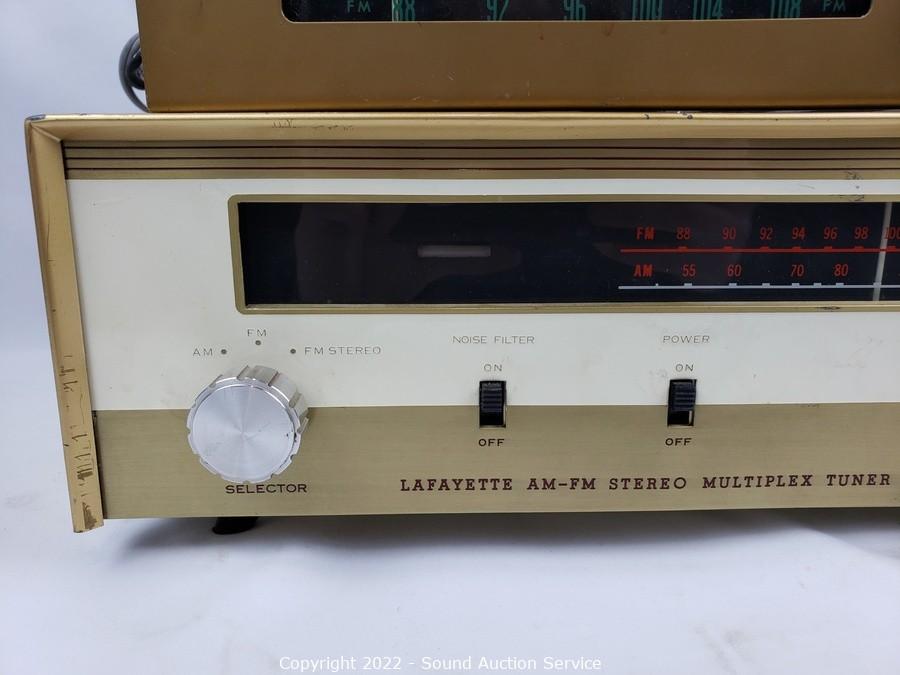 FM 88 92 96 100 104 108 FM
FM 88 90 92 94 96 98 100
AM 55 60 70 80
FM
AM FM STEREO
NOISE FILTER POWER
ON ON
OFF OFF
SELECTOR
LAFAYETTE AM-FM STEREO MULTIPLEX TUNER
Copyright 2022 - Sound Auction Service